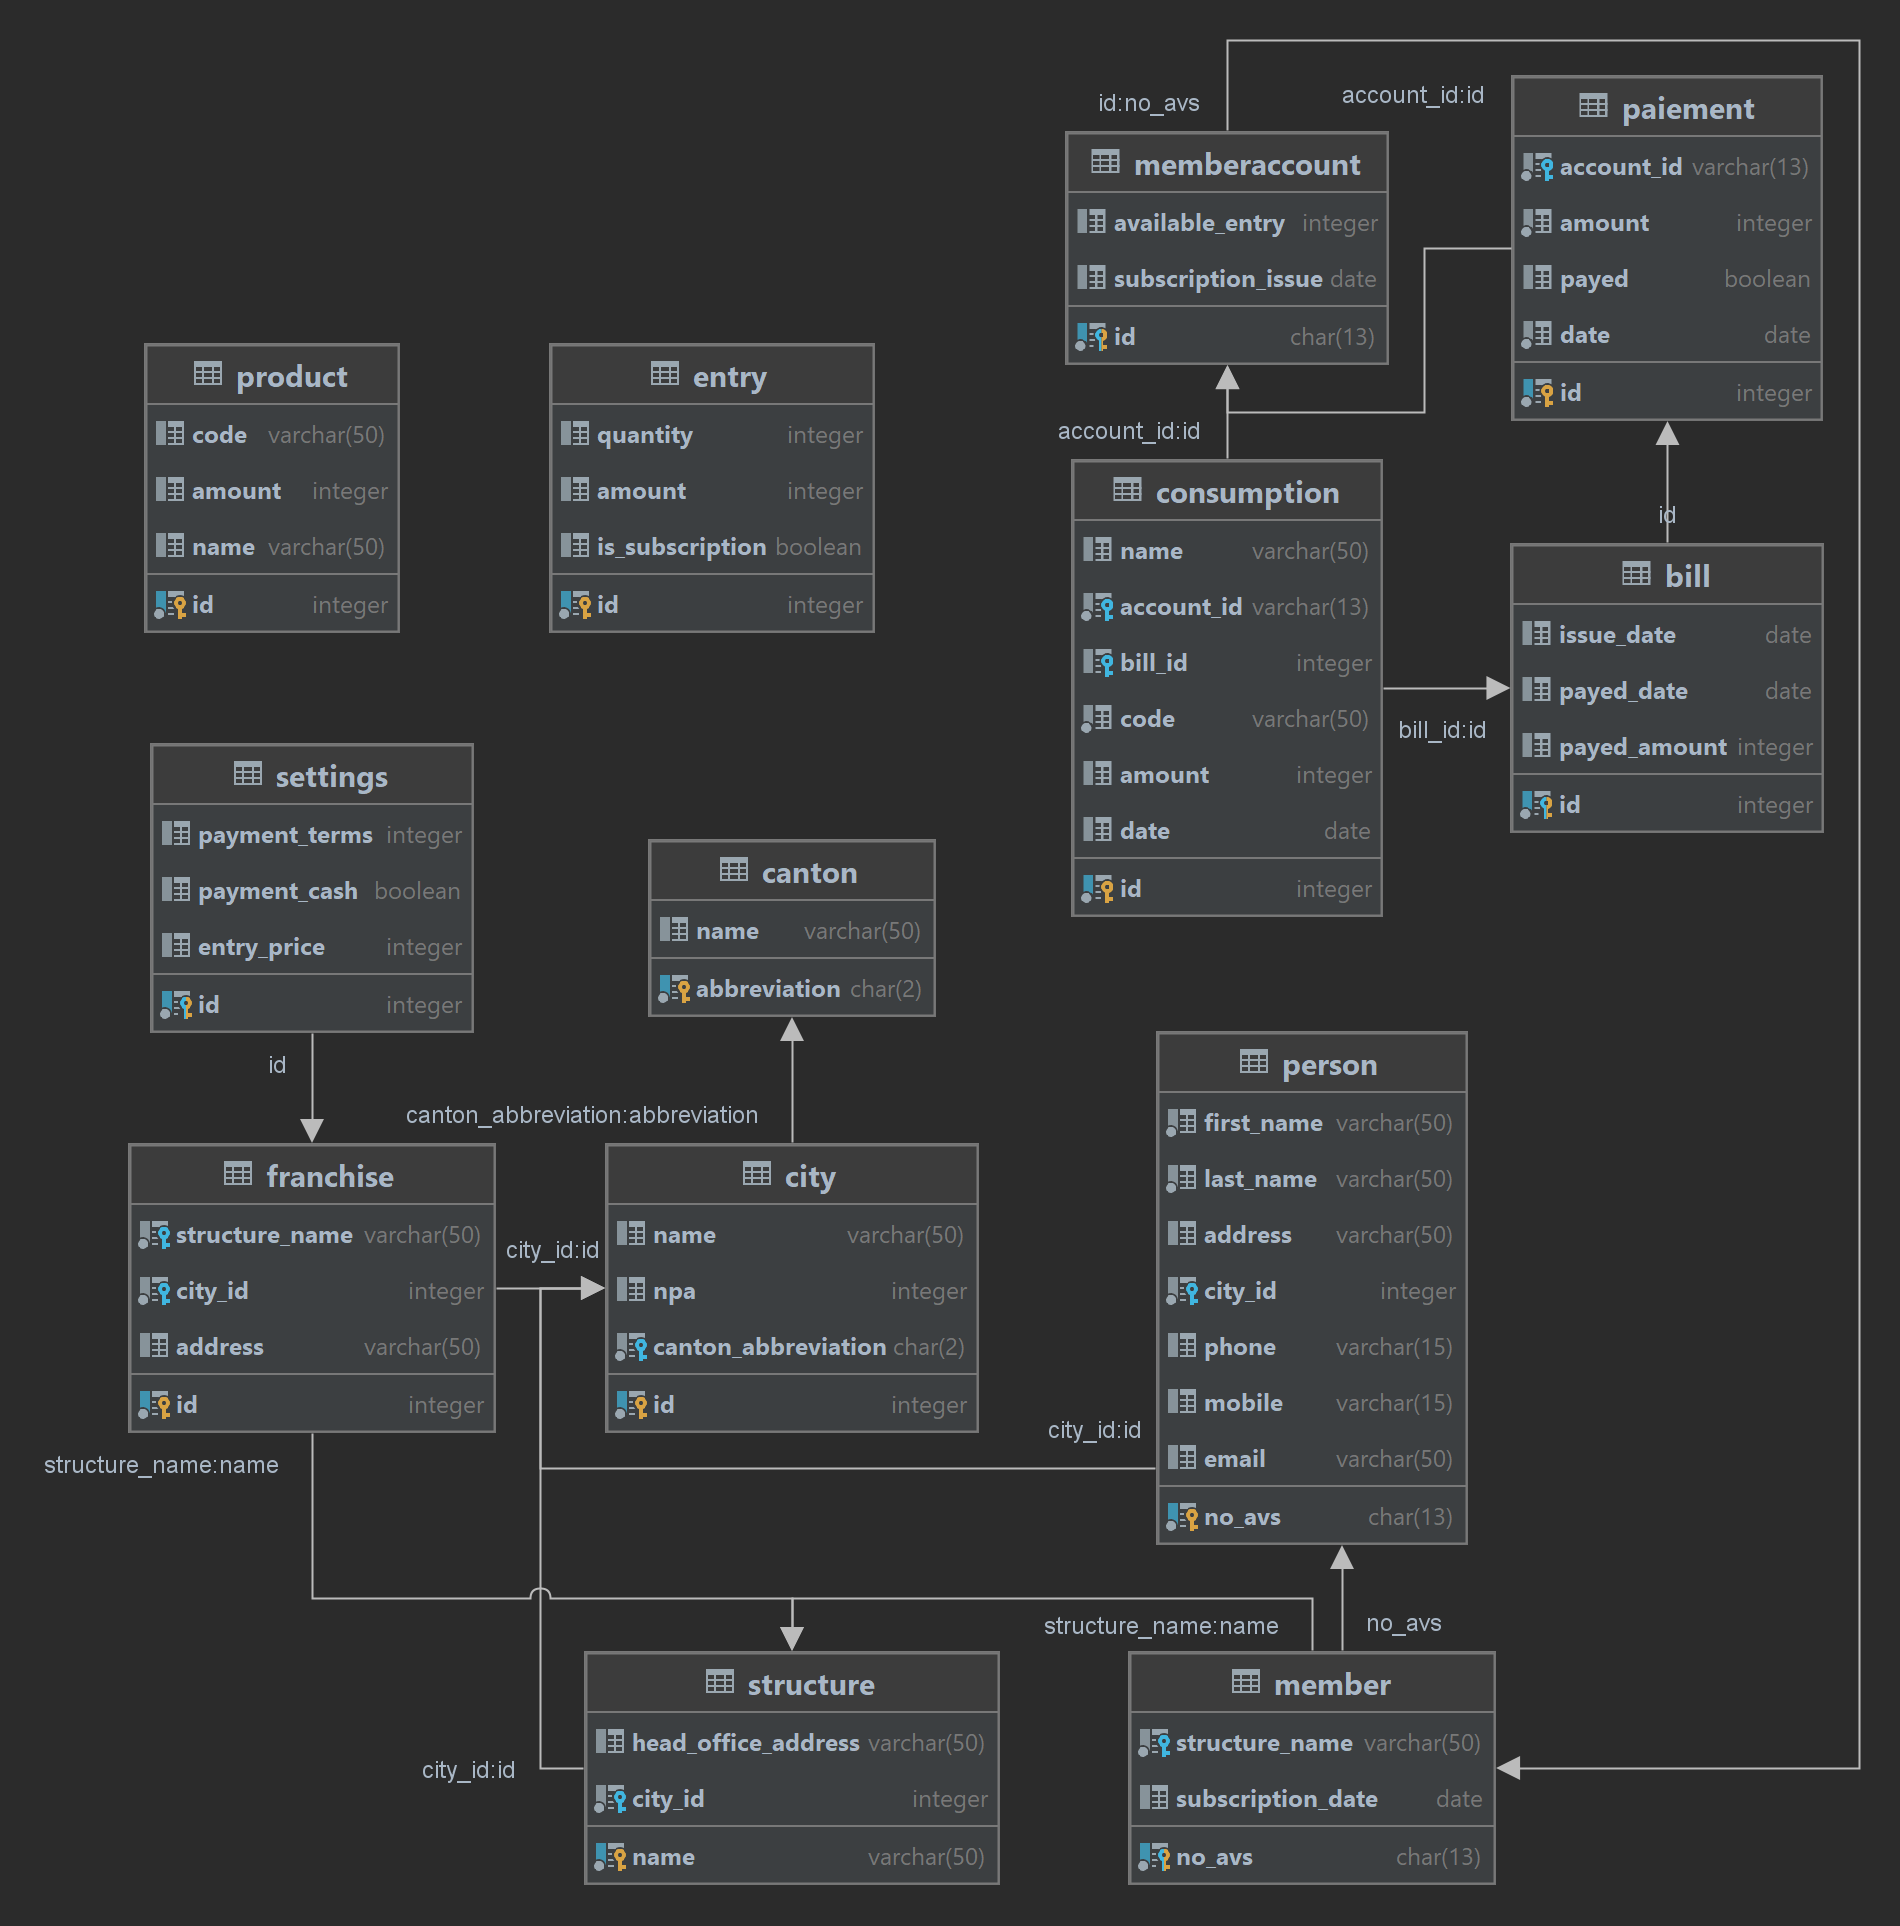 id:no_avs
account_id:id
paiement
account_id varchar(13)
amount integer
payed boolean
date date
id integer
memberaccount
available_entry integer
subscription_issue date
id char(13)
product
code varchar(50)
amount integer
name varchar(50)
id integer
entry
quantity integer
amount integer
is_subscription boolean
id integer
account_id:id
consumption
name varchar(50)
account_id varchar(13)
bill_id integer
code varchar(50)
amount integer
date date
id integer
id
bill
issue_date date
payed_date date
payed_amount integer
id integer
bill_id:id
settings
payment_terms integer
payment_cash boolean
entry_price integer
id integer
canton
name varchar(50)
abbreviation char(2)
id
canton_abbreviation:abbreviation
franchise
structure_name varchar(50)
city_id integer
address varchar(50)
id integer
city_id:id
city
name varchar(50)
npa integer
canton_abbreviation char(2)
id integer
person
first_name varchar(50)
last_name varchar(50)
address varchar(50)
city_id integer
phone varchar(15)
mobile varchar(15)
email varchar(50)
no_avs char(13)
city_id:id
structure_name:name
structure_name:name
no_avs
structure
head_office_address varchar(50)
city_id integer
name varchar(50)
city_id:id
member
structure_name varchar(50)
subscription_date date
no_avs char(13)